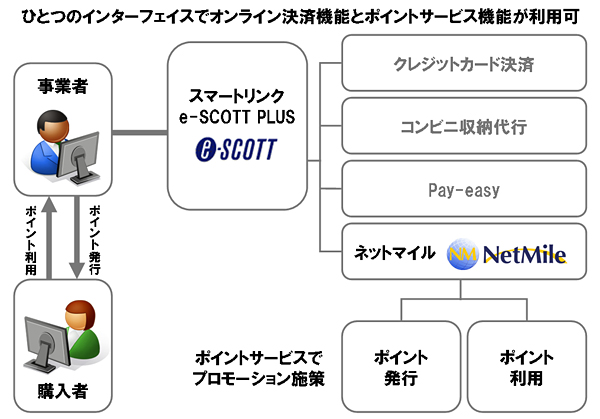 ひとつのインターフェイスでオンライン決済機能とポイントサービス機能が利用可
事業者
スマートリンク
e-SCOTT PLUS
e-SCOTT
クレジットカード決済
コンビニ収納代行
Pay-easy
ネットマイル
NM NetMile
ポイント利用
ポイント発行
購入者
ポイントサービスで
プロモーション施策
ポイント
発行
ポイント
利用